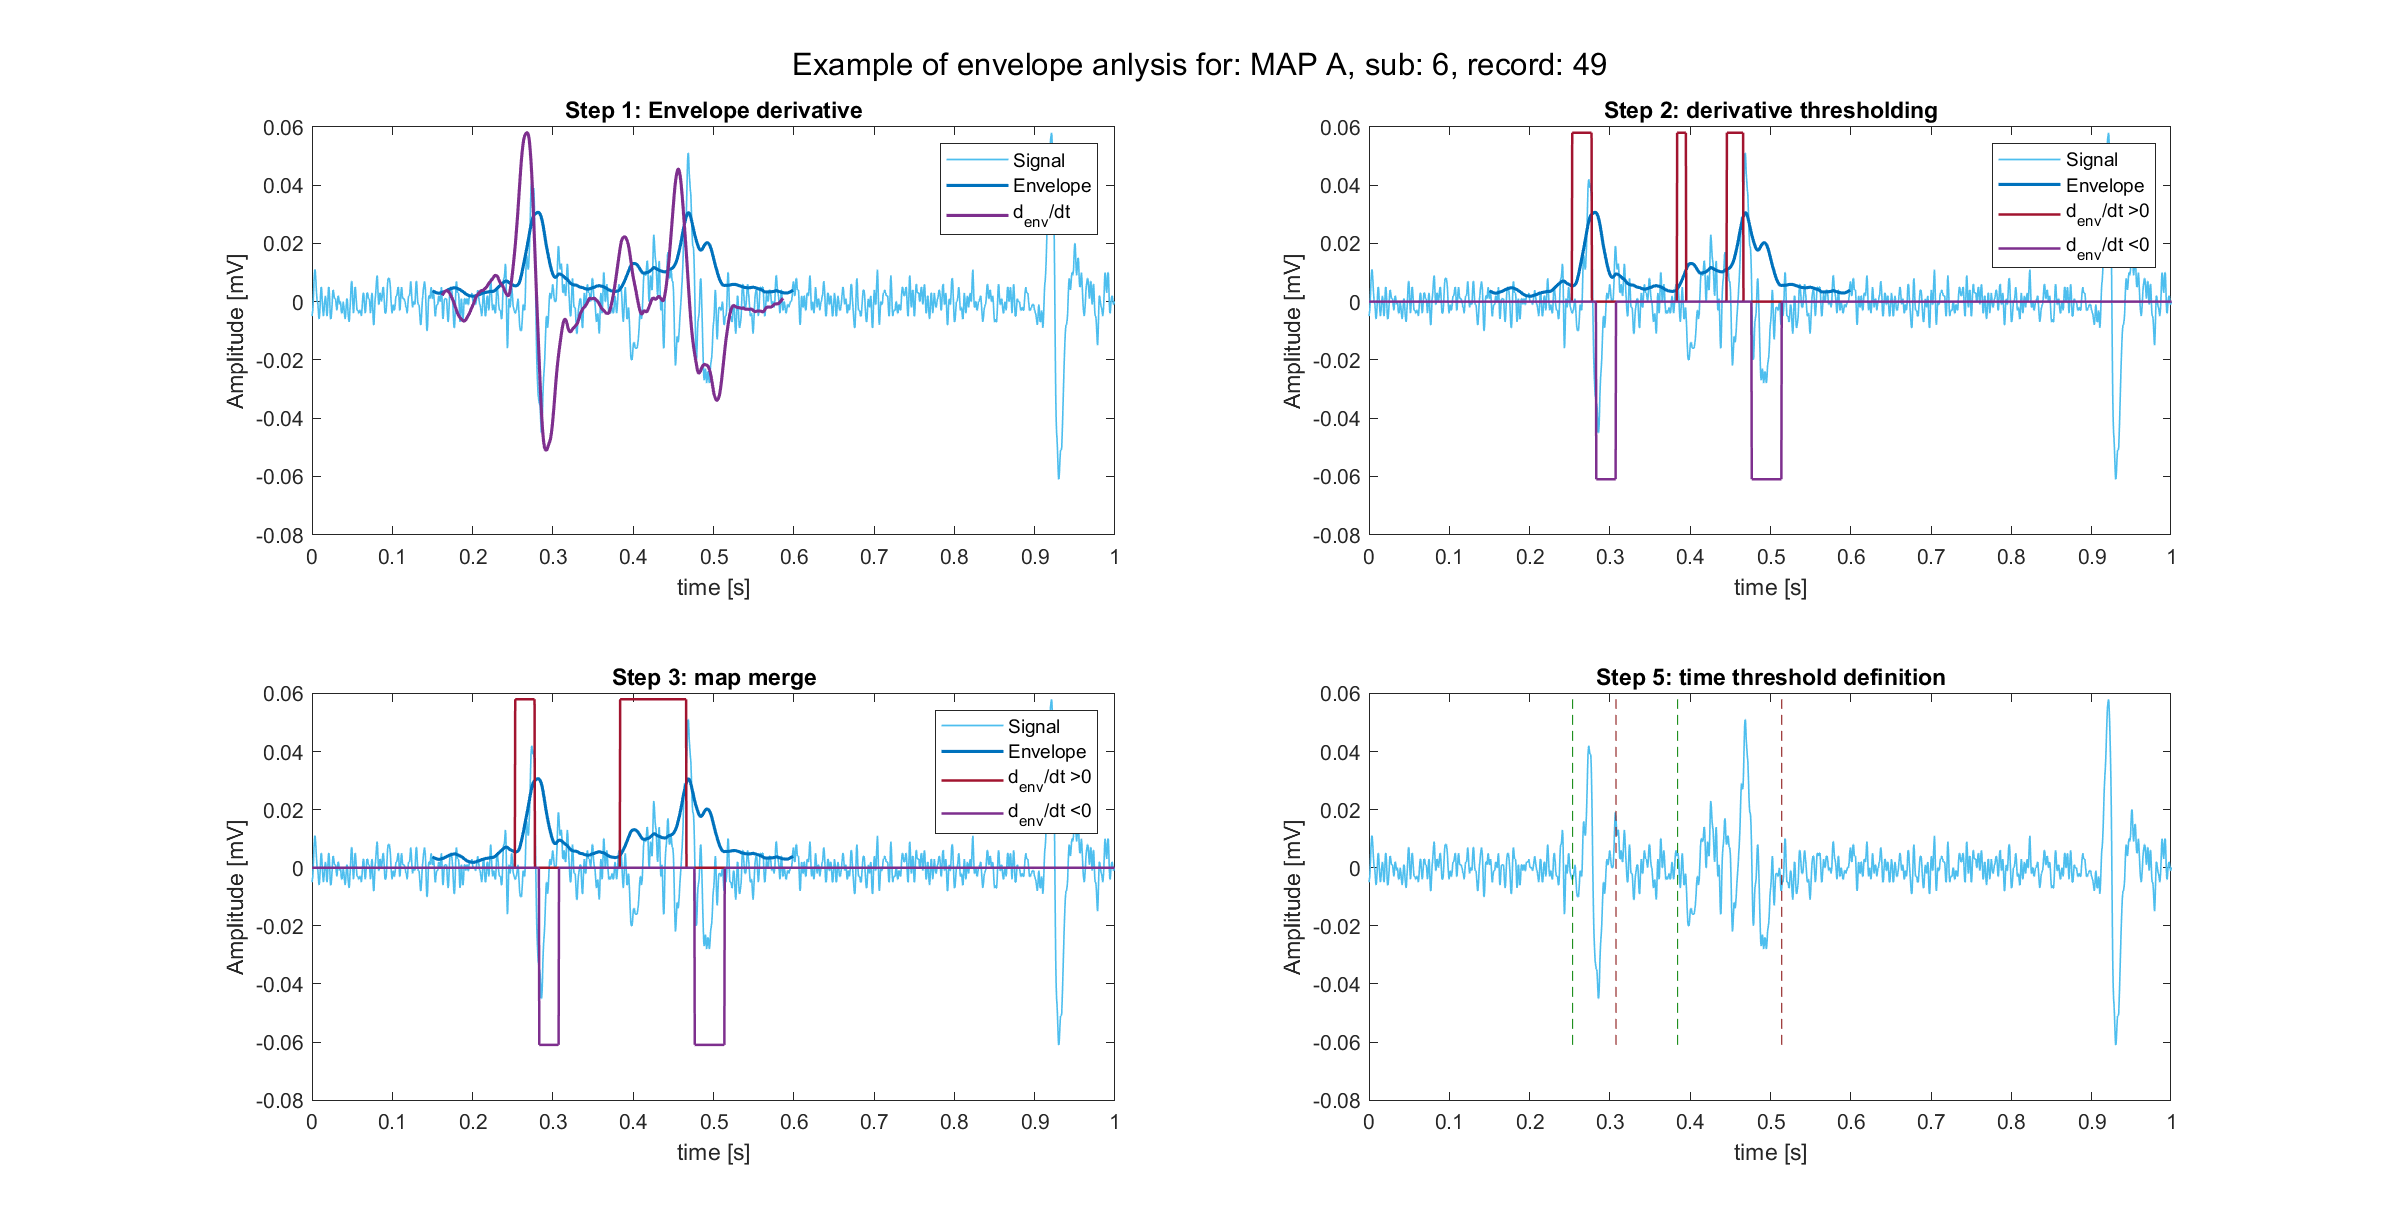 Example of envelope anlysis for: MAP A, sub: 6, record: 49
Step 1: Envelope derivative
0.06
0.04
0.02
0
-0.02
-0.04
-0.06
-0.08
Amplitude [mV]
0 0.1 0.2 0.3 0.4 0.5 0.6 0.7 0.8 0.9 1
time [s]
Signal
Envelope
denv/dt
Step 2: derivative thresholding
0.06
0.04
0.02
0
-0.02
-0.04
-0.06
-0.08
Amplitude [mV]
0 0.1 0.2 0.3 0.4 0.5 0.6 0.7 0.8 0.9 1
time [s]
Signal
Envelope
denv/dt >0
denv/dt <0
Step 3: map merge
0.06
0.04
0.02
0
-0.02
-0.04
-0.06
-0.08
Amplitude [mV]
0 0.1 0.2 0.3 0.4 0.5 0.6 0.7 0.8 0.9 1
time [s]
Signal
Envelope
denv/dt >0
denv/dt <0
Step 5: time threshold definition
0.06
0.04
0.02
0
-0.02
-0.04
-0.06
-0.08
Amplitude [mV]
0 0.1 0.2 0.3 0.4 0.5 0.6 0.7 0.8 0.9 1
time [s]